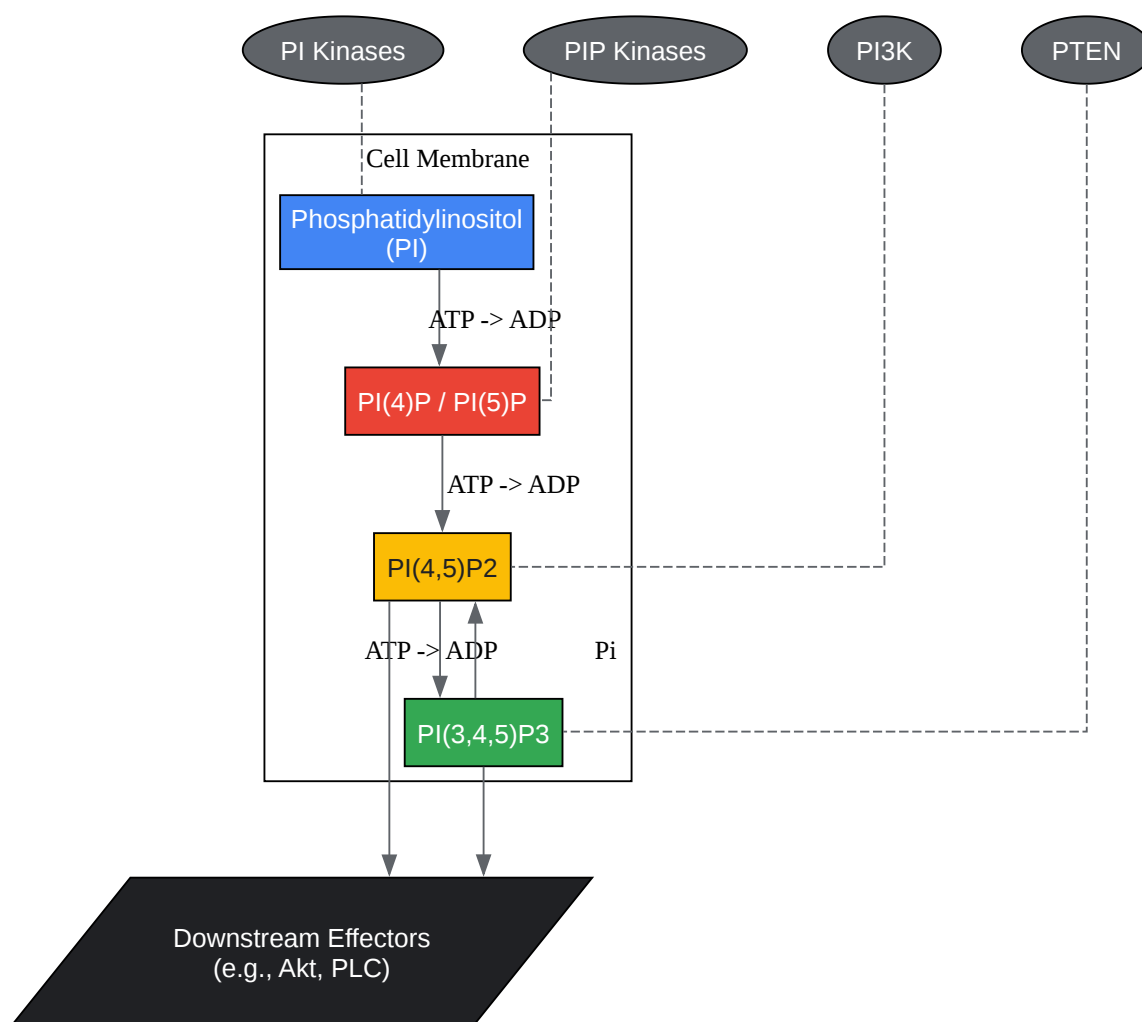 PI Kinases
PIP Kinases
PI3K
PTEN
Cell Membrane
Phosphatidylinositol
(PI)
ATP -> ADP
PI(4)P / PI(5)P
ATP -> ADP
PI(4,5)P2
ATP -> ADP
Pi
PI(3,4,5)P3
Downstream Effectors
(e.g., Akt, PLC)